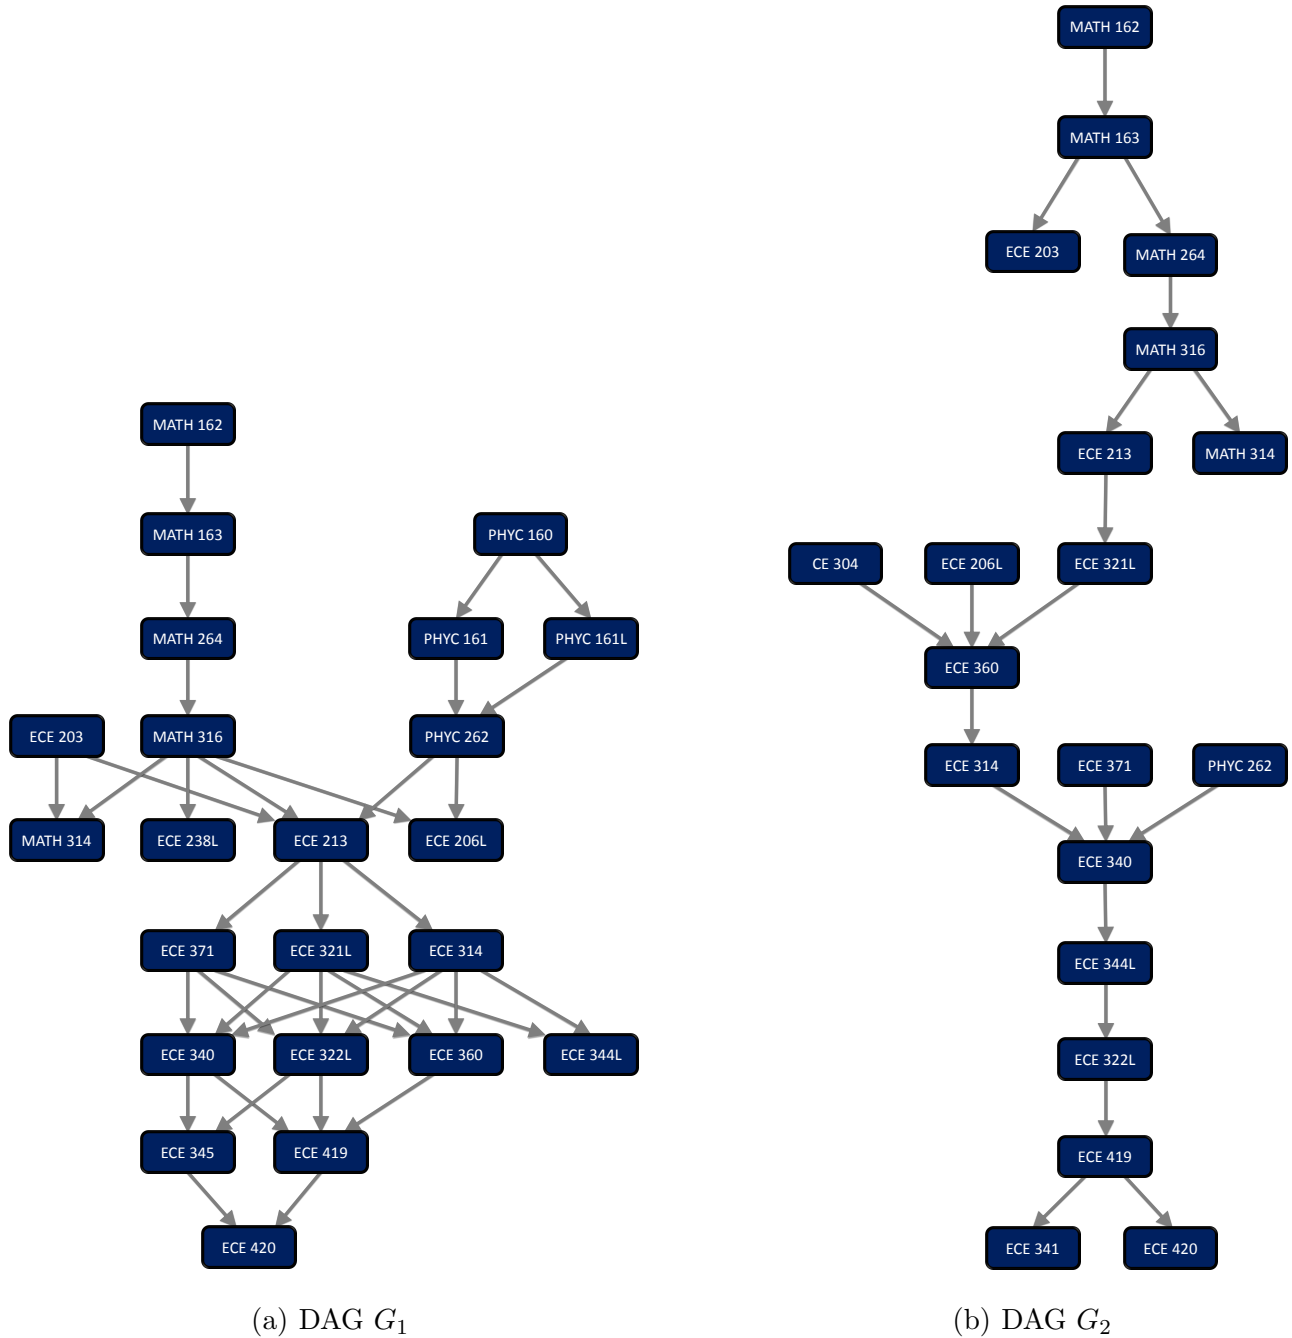 MATH 162
MATH 163
ECE 203
MATH 264
MATH 316
ECE 213
MATH 314
CE 304
ECE 206L
ECE 321L
ECE 360
ECE 314
ECE 371
PHYC 262
ECE 340
ECE 344L
ECE 322L
ECE 419
ECE 341
ECE 420
MATH 162
MATH 163
PHYC 160
MATH 264
PHYC 161
PHYC 161L
ECE 203
MATH 316
PHYC 262
MATH 314
ECE 238L
ECE 213
ECE 206L
ECE 371
ECE 321L
ECE 314
ECE 340
ECE 322L
ECE 360
ECE 344L
ECE 345
ECE 419
ECE 420
(a) DAG G₁
(b) DAG G₂